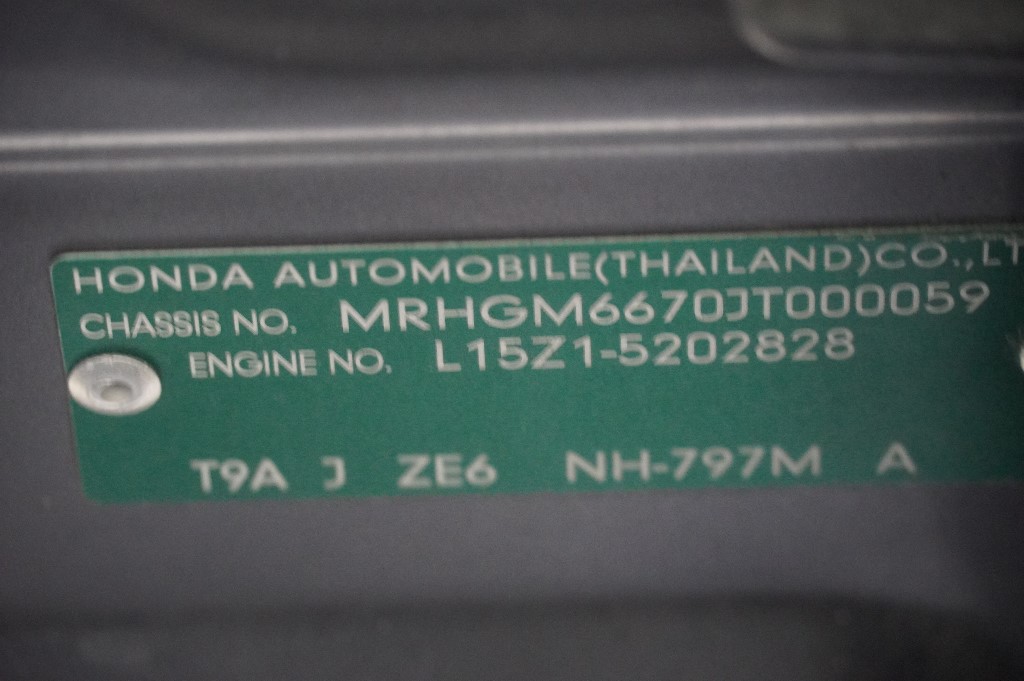 HONDA AUTOMOBILE(THAILAND)CO.,LT
CHASSIS NO. MRHGM6670JT000059
ENGINE NO. L15Z1-5202828
T9A J ZE6 NH-797M A